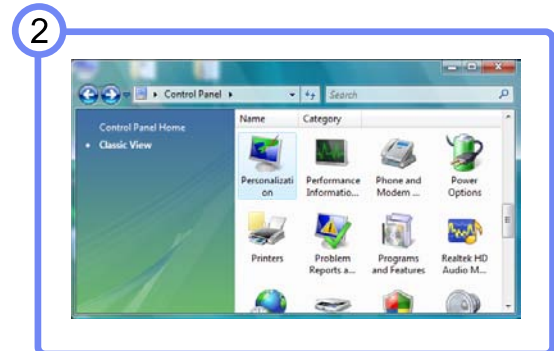 2
Control Panel
Search
Control Panel Home
Classic View
Name Category
Personalizati
on
Performance
Informatio...
Phone and
Modem ...
Power
Options
Printers
Problem
Reports a...
Programs
and Features
Realtek HD
Audio M...